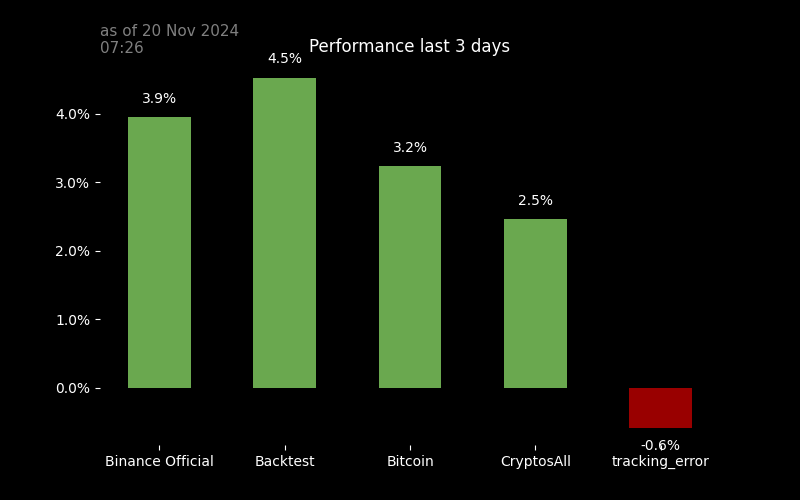 as of 20 Nov 2024
07:26
Performance last 3 days
4.5%
3.9%
3.2%
2.5%
-0.6%
4.0%
3.0%
2.0%
1.0%
0.0%
Binance Official
Backtest
Bitcoin
CryptosAll
tracking_error